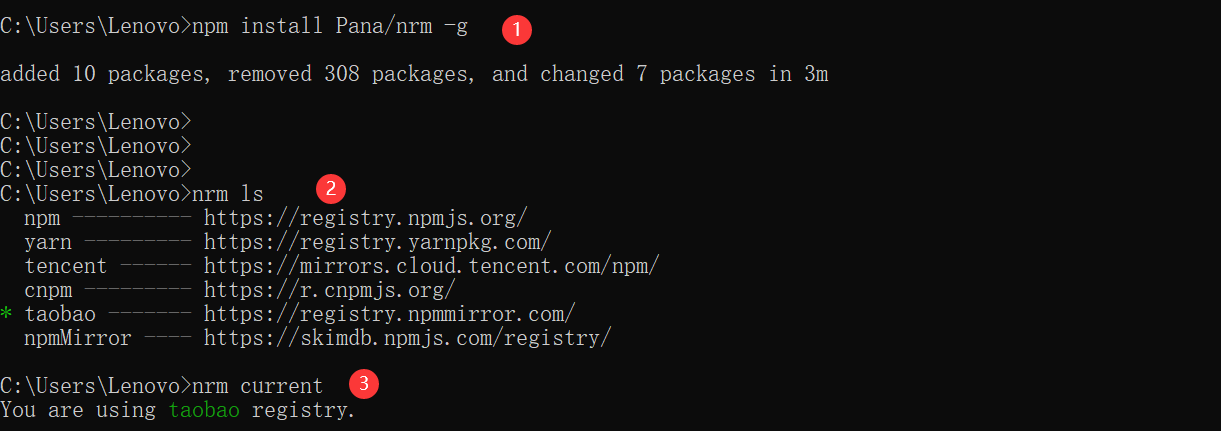 C:\Users\Lenovo>npm install Pana/nrm -g 1
added 10 packages, removed 308 packages, and changed 7 packages in 3m
C:\Users\Lenovo>
C:\Users\Lenovo>
C:\Users\Lenovo>
C:\Users\Lenovo>nrm ls 2
npm ---------- https://registry.npmjs.org/
yarn --------- https://registry.yarnpkg.com/
tencent ------ https://mirrors.cloud.tencent.com/npm/
cnpm --------- https://r.cnpmjs.org/
* taobao ------- https://registry.npmmirror.com/
npmMirror ---- https://skimdb.npmjs.com/registry/
C:\Users\Lenovo>nrm current 3
You are using taobao registry.